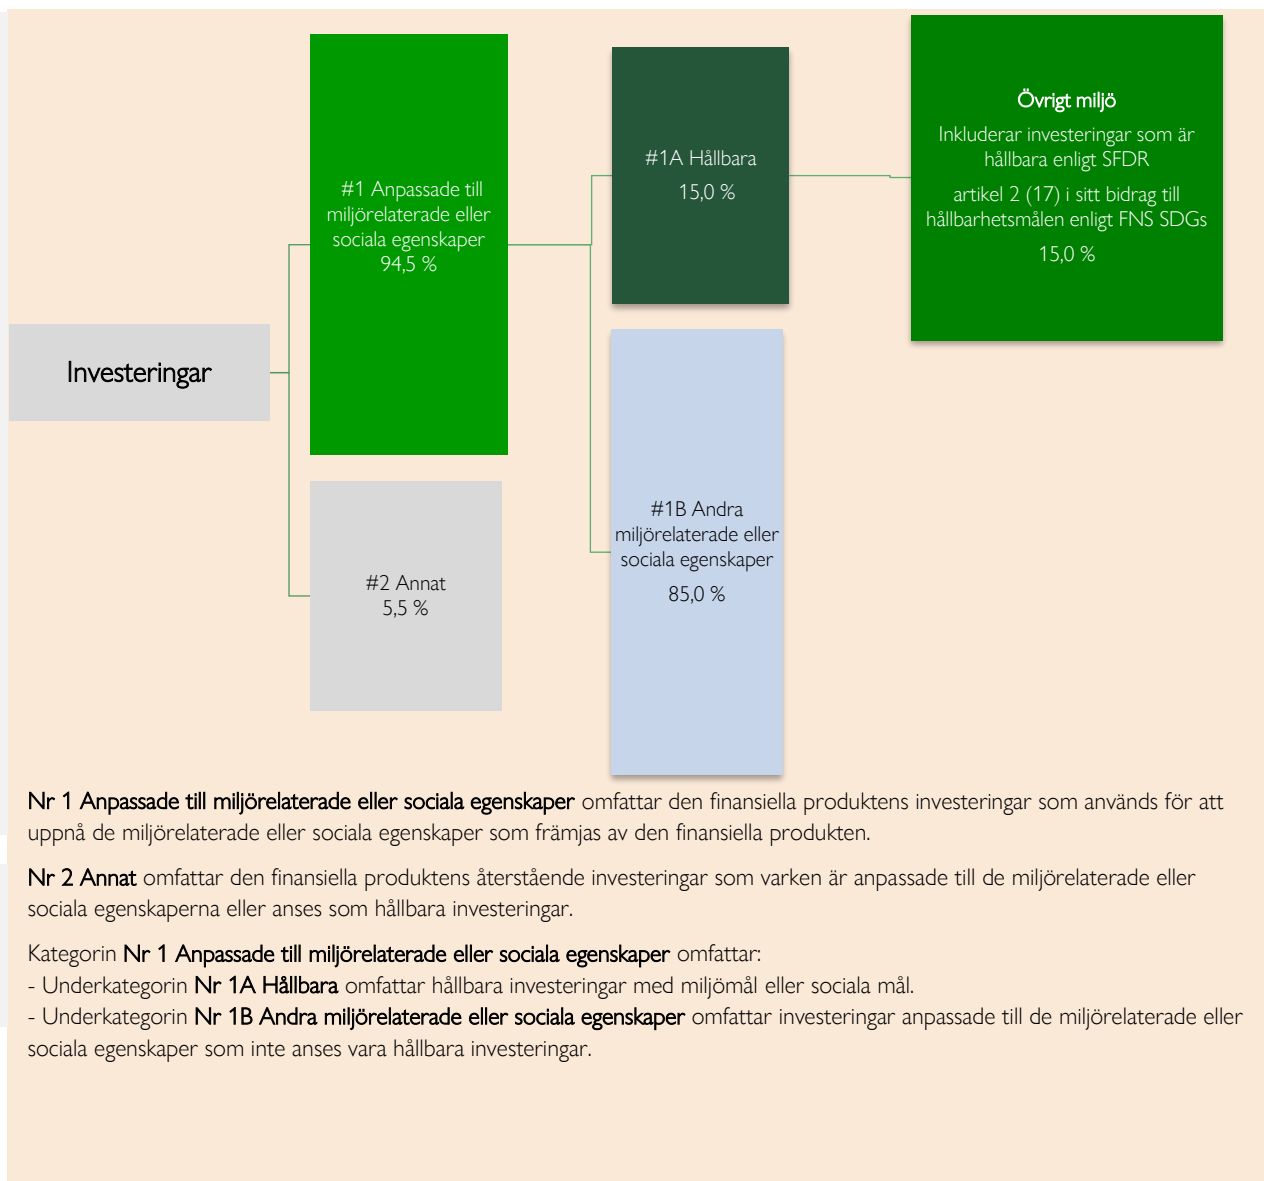 Investeringar
#1 Anpassade till
miljörelaterade eller
sociala egenskaper
94,5 %
#2 Annat
5,5 %
#1A Hållbara
15,0 %
#1B Andra
miljörelaterade eller
sociala egenskaper
85,0 %
Övrigt miljö
Inkluderar investeringar som är
hållbara enligt SFDR
artikel 2 (17) i sitt bidrag till
hållbarhetsmålen enligt FNS SDGs
15,0 %
Nr 1 Anpassade till miljörelaterade eller sociala egenskaper omfattar den finansiella produktens investeringar som används för att
uppnå de miljörelaterade eller sociala egenskaper som främjas av den finansiella produkten.
Nr 2 Annat omfattar den finansiella produktens återstående investeringar som varken är anpassade till de miljörelaterade eller
sociala egenskaperna eller anses som hållbara investeringar.
Kategorin Nr 1 Anpassade till miljörelaterade eller sociala egenskaper omfattar:
- Underkategorin Nr 1A Hållbara omfattar hållbara investeringar med miljömål eller sociala mål.
- Underkategorin Nr 1B Andra miljörelaterade eller sociala egenskaper omfattar investeringar anpassade till de miljörelaterade eller
sociala egenskaper som inte anses vara hållbara investeringar.